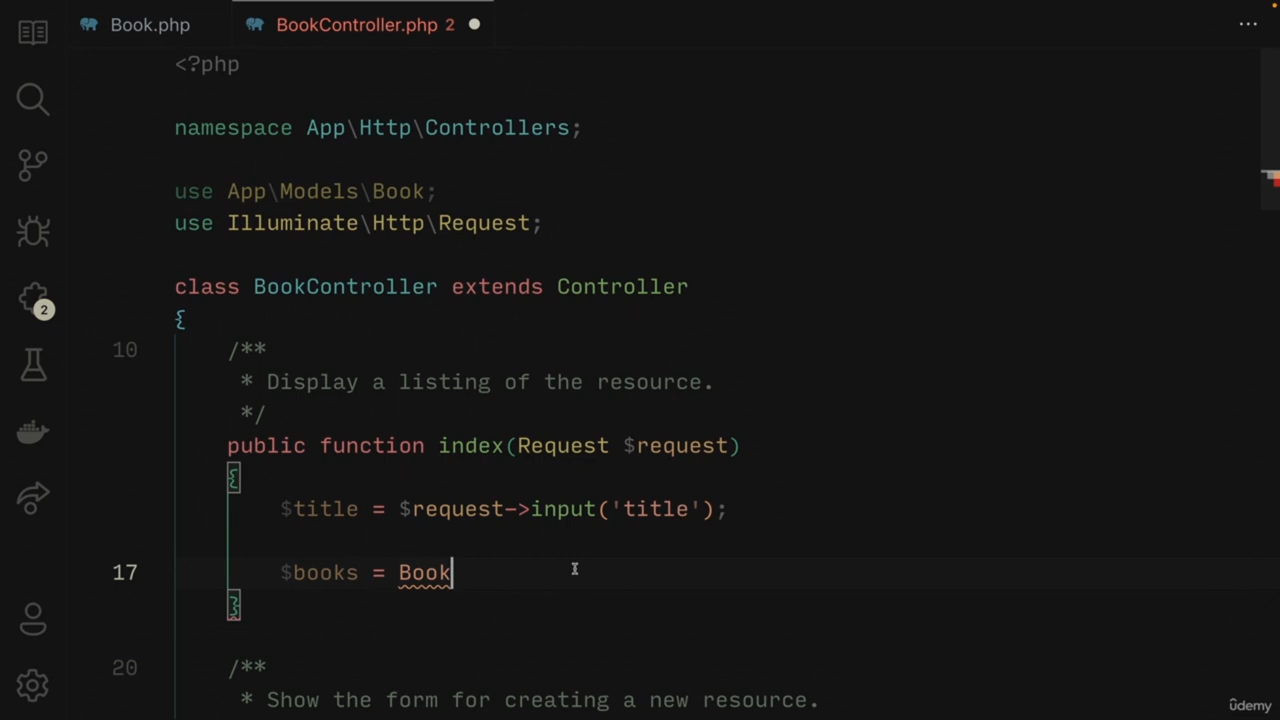 Book.php
BookController.php 2
<?php
namespace App\Http\Controllers;
use App\Models\Book;
use Illuminate\Http\Request;
class BookController extends Controller
{
10 /**
* Display a listing of the resource.
*/
public function index(Request $request)
{
$title = $request->input('title');
17 $books = Book
}
20 /**
* Show the form for creating a new resource.
2
ûdemy